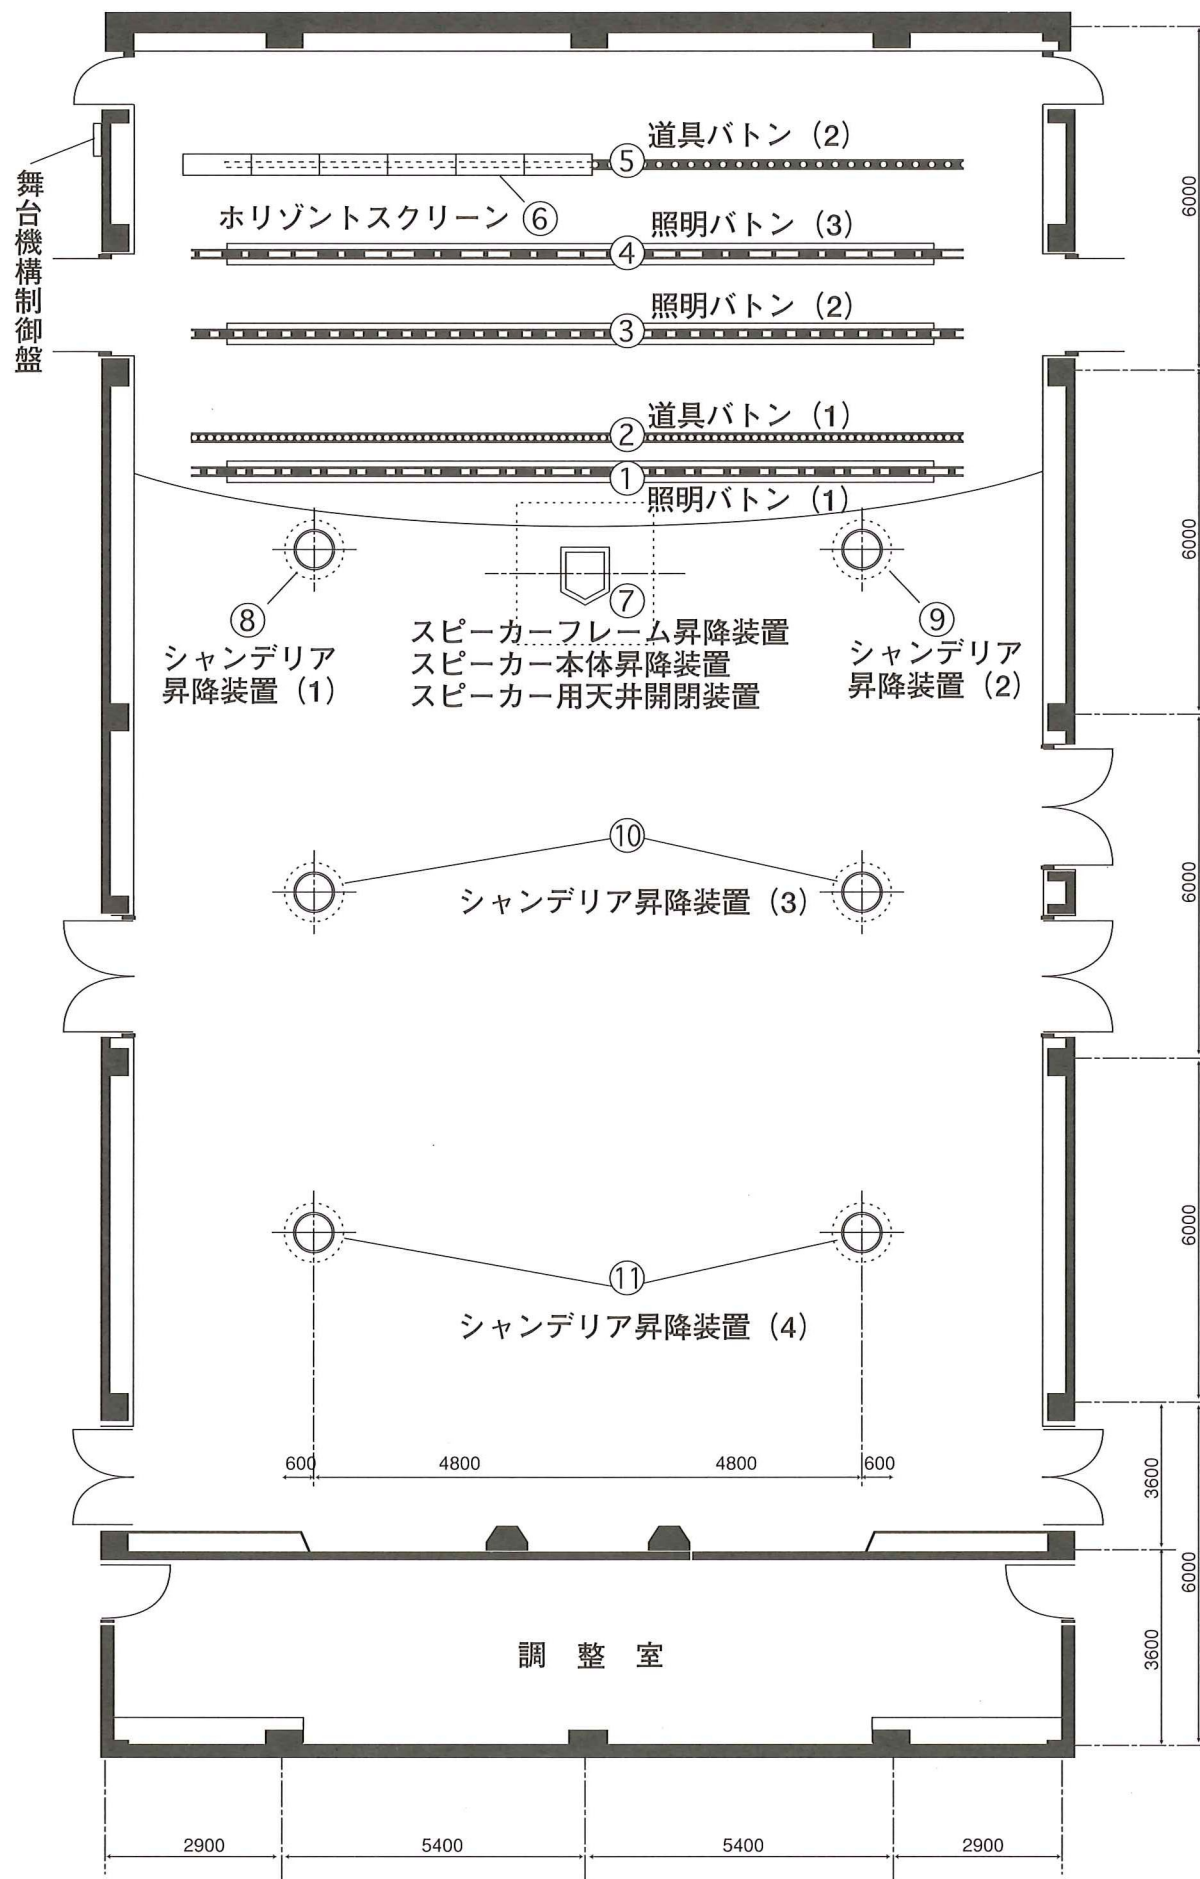 道具バトン（2）
⑤
6000
舞台機構制御盤
ホリゾントスクリーン ⑥
照明バトン（3）
④
照明バトン（2）
③
道具バトン（1）
②
①
照明バトン（1）
6000
⑧
シャンデリア
昇降装置（1）
⑦
スピーカーフレーム昇降装置
スピーカー本体昇降装置
スピーカー用天井開閉装置
⑨
シャンデリア
昇降装置（2）
⑩
シャンデリア昇降装置（3）
6000
⑪
シャンデリア昇降装置（4）
6000
600 4800 4800 600
3600
6000
3600
調 整 室
2900 5400 5400 2900